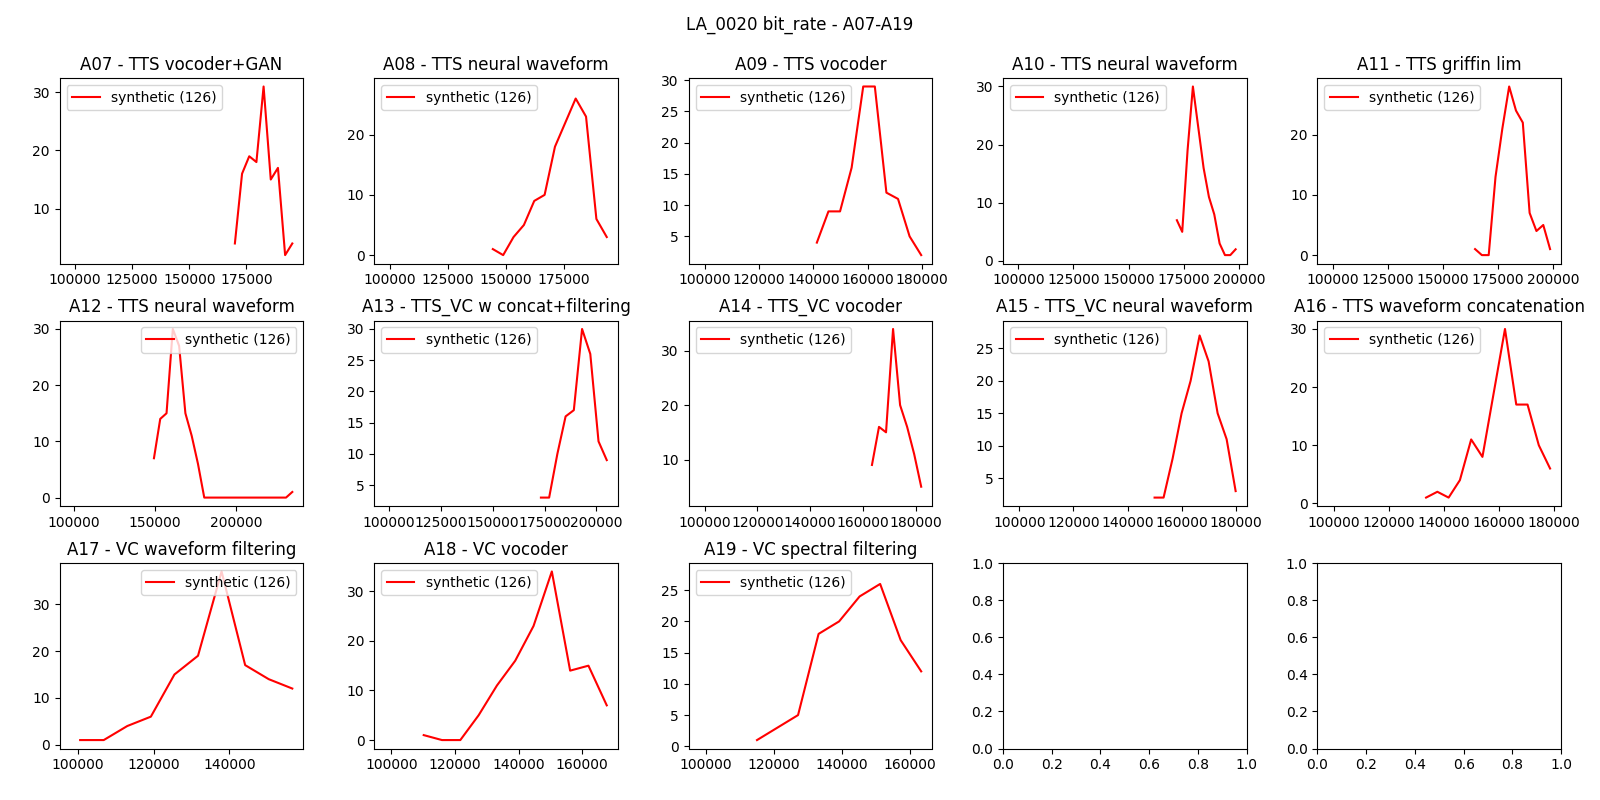 LA_0020 bit_rate - A07-A19
A07 - TTS vocoder+GAN
synthetic (126)
30
20
10
100000 125000 150000 175000
A08 - TTS neural waveform
synthetic (126)
20
10
0
100000 125000 150000 175000
A09 - TTS vocoder
synthetic (126)
30
25
20
15
10
5
100000 120000 140000 160000 180000
A10 - TTS neural waveform
synthetic (126)
30
20
10
0
100000 125000 150000 175000 200000
A11 - TTS griffin lim
synthetic (126)
20
10
0
100000 125000 150000 175000 200000
A12 - TTS neural waveform
synthetic (126)
30
20
10
0
100000 150000 200000
A13 - TTS_VC w concat+filtering
synthetic (126)
30
25
20
15
10
5
100000 125000 150000 175000 200000
A14 - TTS_VC vocoder
synthetic (126)
30
20
10
100000 120000 140000 160000 180000
A15 - TTS_VC neural waveform
synthetic (126)
25
20
15
10
5
100000 120000 140000 160000 180000
A16 - TTS waveform concatenation
synthetic (126)
30
20
10
0
100000 120000 140000 160000 180000
A17 - VC waveform filtering
synthetic (126)
30
20
10
0
100000 120000 140000
A18 - VC vocoder
synthetic (126)
30
20
10
0
100000 120000 140000 160000
A19 - VC spectral filtering
synthetic (126)
25
20
15
10
5
0
100000 120000 140000 160000
1.0
0.8
0.6
0.4
0.2
0.0
0.0 0.2 0.4 0.6 0.8 1.0
1.0
0.8
0.6
0.4
0.2
0.0
0.0 0.2 0.4 0.6 0.8 1.0